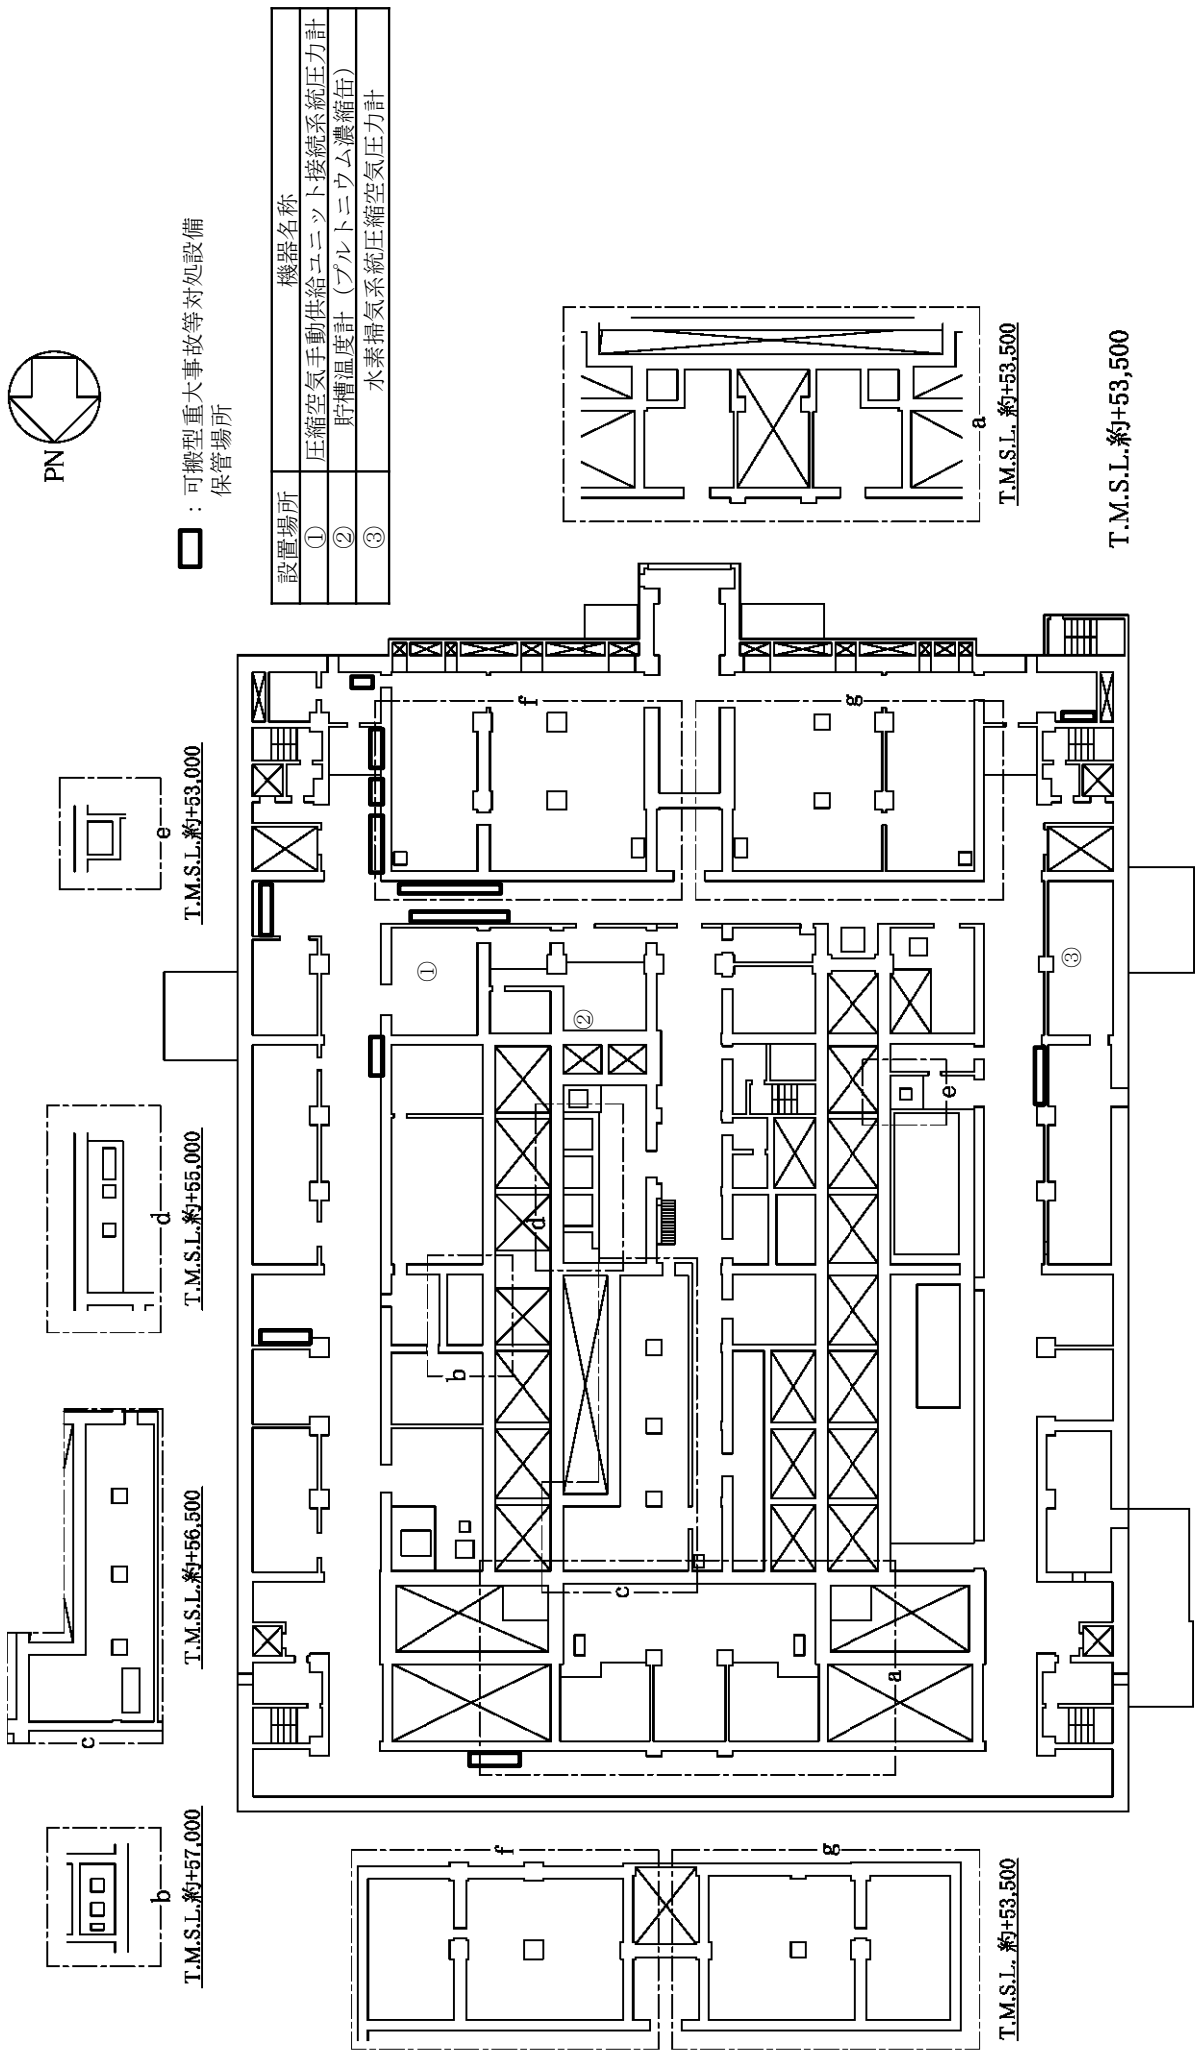 PN
：可搬型重大事故等対処設備
保管場所
設置場所 機器名称
① 圧縮空気手動供給ユニット接続系統圧力計
② 貯槽温度計（プルトニウム濃縮缶）
③ 水素掃気系統圧縮空気圧力計
b
T.M.S.L.約+57,000
c
T.M.S.L.約+56,500
d
T.M.S.L.約+55,000
e
T.M.S.L.約+53,000
f
g
T.M.S.L. 約+53,500
①
②
③
a
b
c
d
e
f
g
a
T.M.S.L. 約+53,500
T.M.S.L.約+53,500